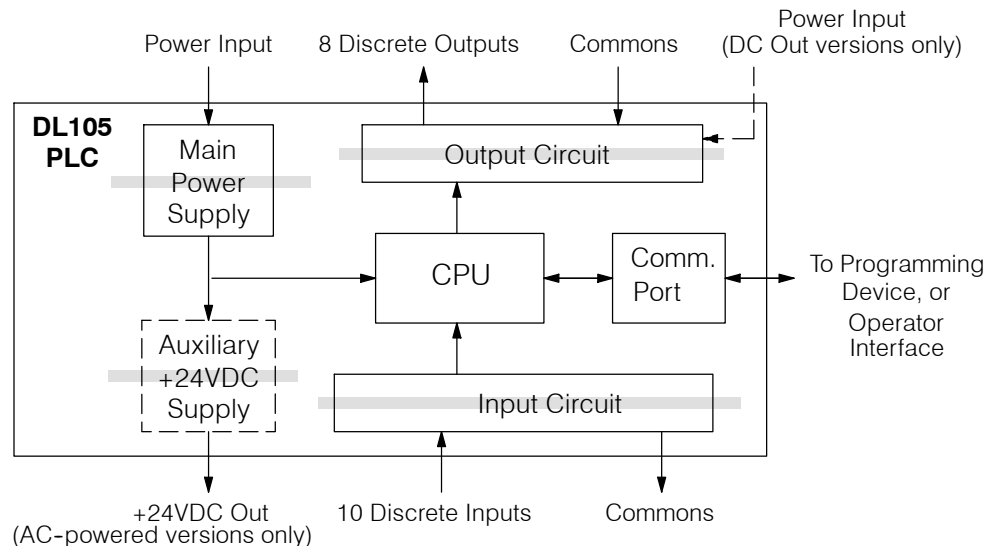 Power Input
8 Discrete Outputs
Commons
Power Input
(DC Out versions only)
DL105
PLC
Main
Power
Supply
Output Circuit
CPU
Comm.
Port
To Programming
Device, or
Operator
Interface
Auxiliary
+24VDC
Supply
Input Circuit
+24VDC Out
(AC-powered versions only)
10 Discrete Inputs
Commons